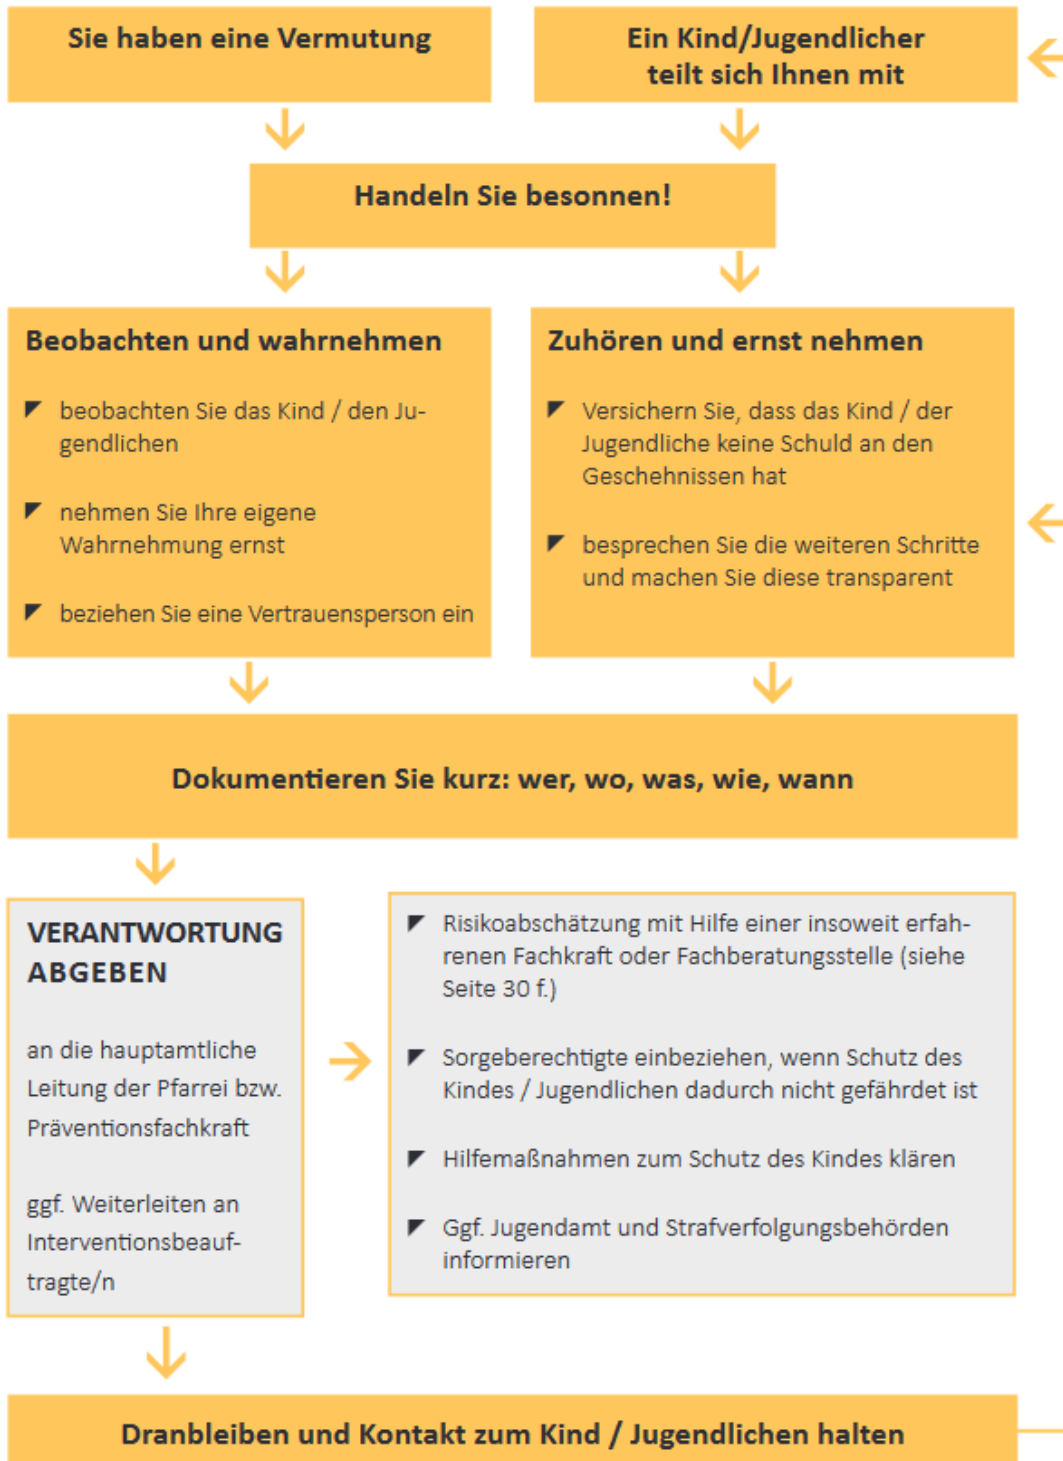 Sie haben eine Vermutung
Ein Kind/Jugendlicher
teilt sich Ihnen mit
Handeln Sie besonnen!
Beobachten und wahrnehmen
beobachten Sie das Kind / den Ju-
gendlichen
nehmen Sie Ihre eigene
Wahrnehmung ernst
beziehen Sie eine Vertrauensperson ein
Zuhören und ernst nehmen
Versichern Sie, dass das Kind / der
Jugendliche keine Schuld an den
Geschehnissen hat
besprechen Sie die weiteren Schritte
und machen Sie diese transparent
Dokumentieren Sie kurz: wer, wo, was, wie, wann
VERANTWORTUNG
ABGEBEN
an die hauptamtliche
Leitung der Pfarrei bzw.
Präventionsfachkraft
ggf. Weiterleiten an
Interventionsbeauf-
tragte/n
Risikoabschätzung mit Hilfe einer insoweit erfah-
renen Fachkraft oder Fachberatungsstelle (siehe
Seite 30 f.)
Sorgeberechtigte einbeziehen, wenn Schutz des
Kindes / Jugendlichen dadurch nicht gefährdet ist
Hilfemaßnahmen zum Schutz des Kindes klären
Ggf. Jugendamt und Strafverfolgungsbehörden
informieren
Dranbleiben und Kontakt zum Kind / Jugendlichen halten